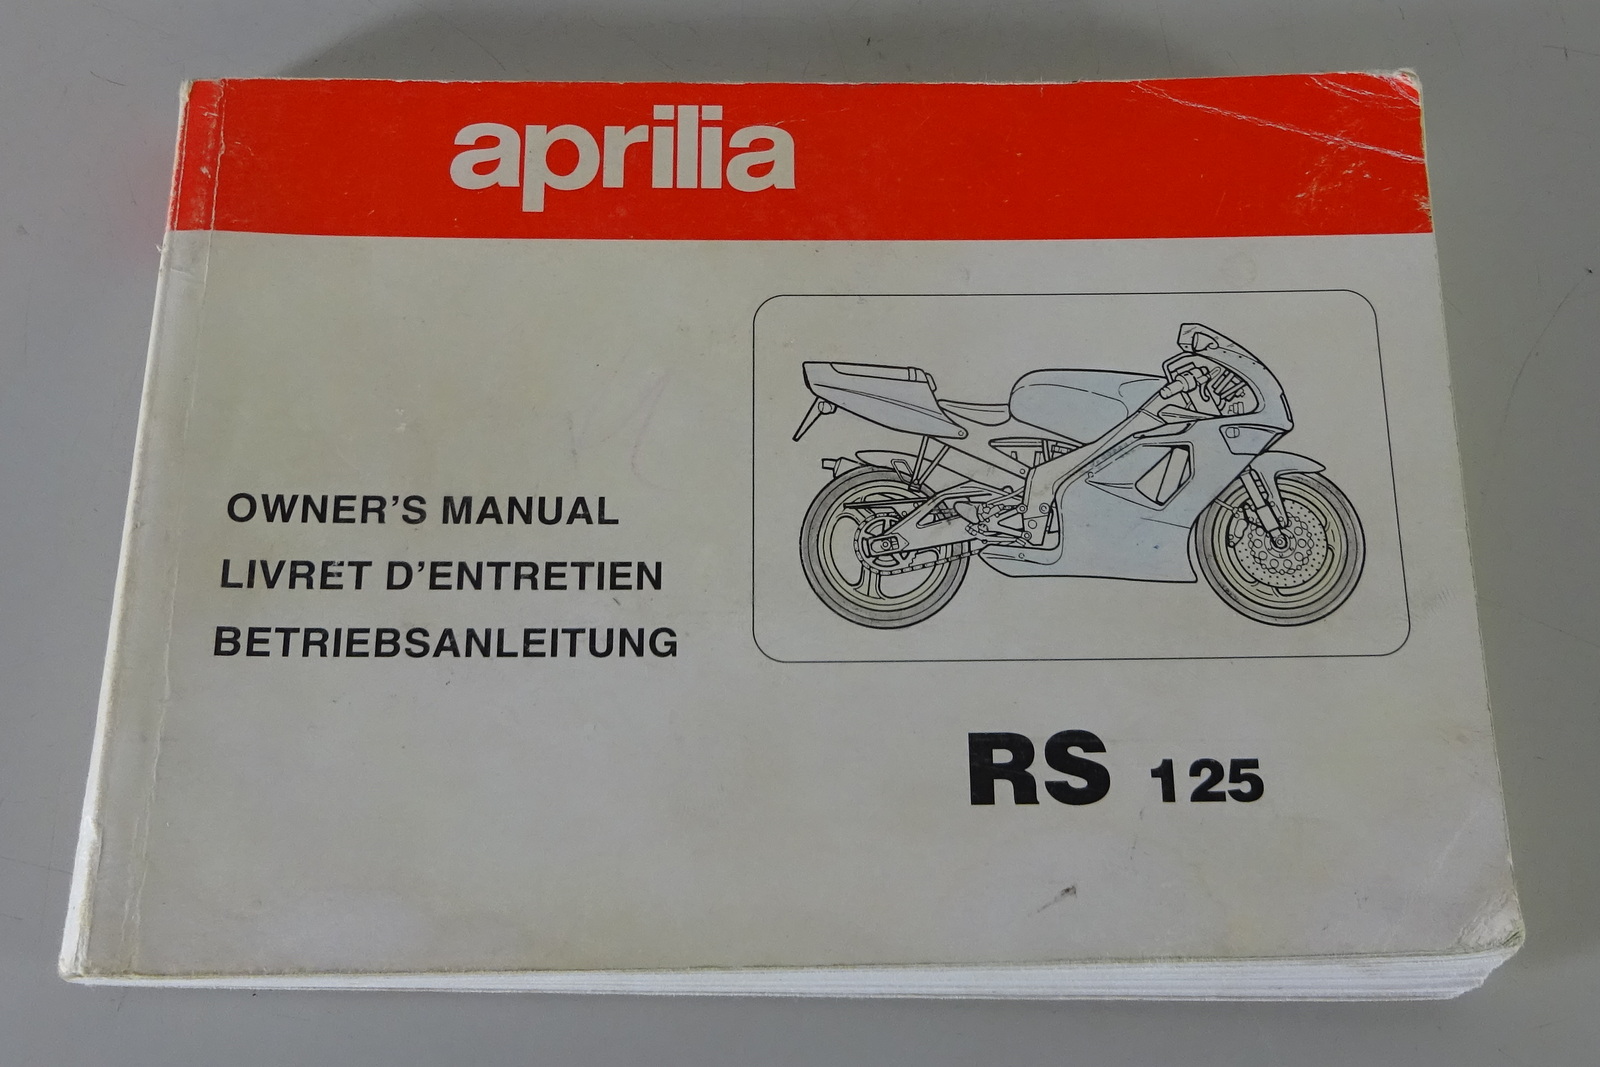 aprilia
OWNER'S MANUAL
LIVRET D'ENTRETIEN
BETRIEBSANLEITUNG
RS 125